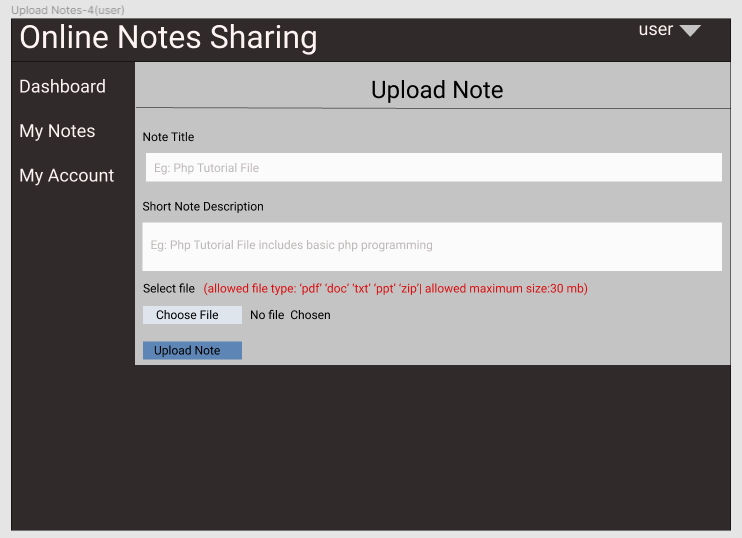 Upload Notes-4(user)
Online Notes Sharing
user
Dashboard
My Notes
My Account
Upload Note
Note Title
Eg: Php Tutorial File
Short Note Description
Eg: Php Tutorial File includes basic php programming
Select file (allowed file type: ‘pdf’ ‘doc’ ‘txt’ ‘ppt’ ‘zip’| allowed maximum size:30 mb)
Choose File No file Chosen
Upload Note